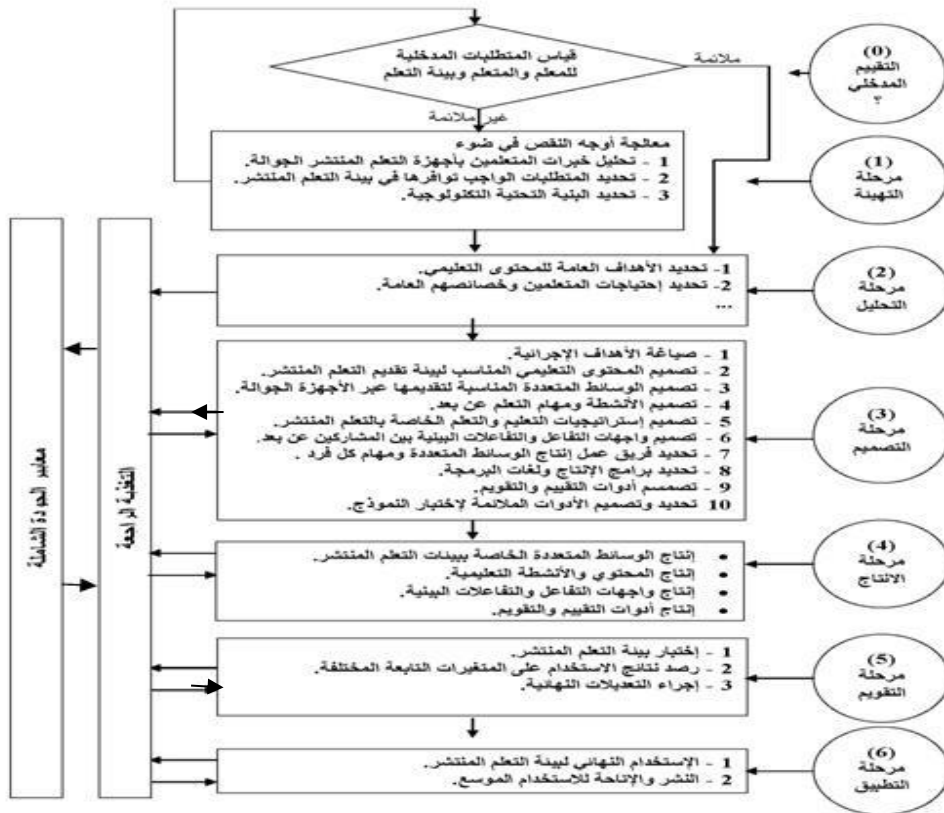 قياس المتطلبات المدخلية
للمعلم والمتعلم وبيئة التعلم
ملائمة
غير ملائمة
(0)
التقييم
المدخلي
؟
معالجة أوجه النقص في ضوء
1 - تحليل خبرات المتعلمين بأجهزة التعلم المنتشر الجوالة.
2 - تحديد المتطلبات الواجب توافرها في بيئة التعلم المنتشر.
3 - تحديد البنية التحتية التكنولوجية.
(1)
مرحلة
التهيئة
1- تحديد الأهداف العامة للمحتوى التعليمي.
2- تحديد إحتياجات المتعلمين وخصائصهم العامة.
...
(2)
مرحلة
التحليل
1 - صياغة الأهداف الإجرائية.
2 - تصميم المحتوى التعليمي المناسب لبيئة تقديم التعلم المنتشر.
3 - تصميم الوسائط المتعددة المناسبة لتقديمها عبر الأجهزة الجوالة.
4 - تصميم الأنشطة ومهام التعلم عن بعد.
5 - تصميم إستراتيجيات التعليم والتعلم الخاصة بالتعلم المنتشر.
6 - تصميم واجهات التفاعل والتفاعلات البينية بين المشاركين عن بعد.
7 - تحديد فريق عمل إنتاج الوسائط المتعددة ومهام كل فرد .
8 - تحديد برامج الإنتاج ولغات البرمجة.
9 - تصمسم أدوات التقييم والتقويم.
10 تحديد وتصميم الأدوات الملائمة لإختبار النموذج.
(3)
مرحلة
التصميم
• إنتاج الوسائط المتعددة الخاصة ببيئات التعلم المنتشر.
• إنتاج المحتوي والأنشطة التعليمية.
• إنتاج واجهات التفاعل والتفاعلات البينية.
• إنتاج أدوات التقييم والتقويم.
(4)
مرحلة
الانتاج
1 - إختبار بيئة التعلم المنتشر.
2 - رصد نتائج الاستخدام على المتغيرات التابعة المختلفة.
3 - إجراء التعديلات النهائية.
(5)
مرحلة
التقويم
1 - الإستخدام النهائي لبيئة التعلم المنتشر.
2 - النشر والإتاحة للاستخدام الموسع.
(6)
مرحلة
التطبيق
التغذية الراجعة
معايير الجودة الشاملة